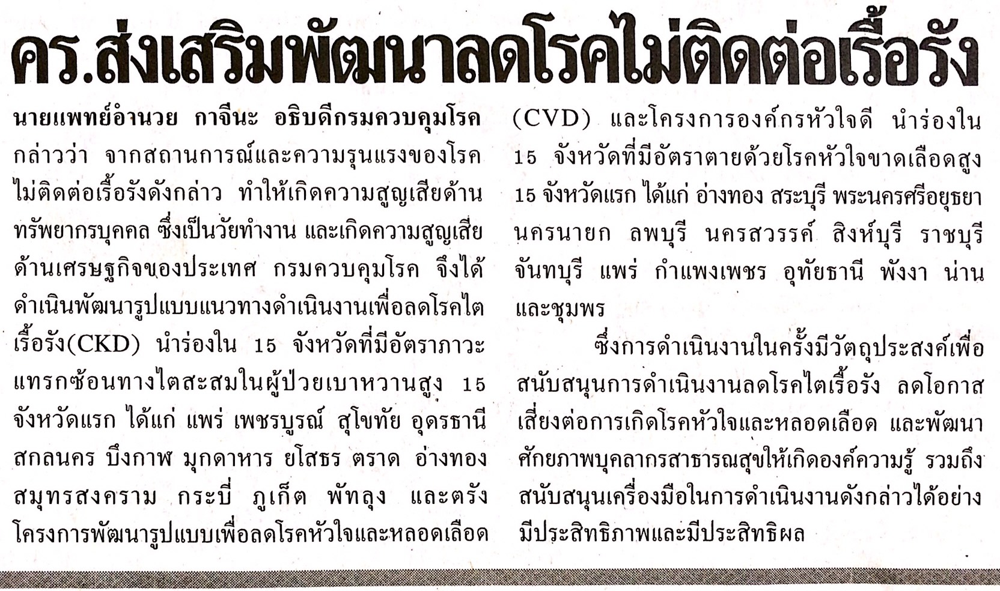 คร.ส่งเสริมพัฒนาลดโรคไม่ติดต่อเรื้อรัง
นายแพทย์อำนวย กาจีนะ อธิบดีกรมควบคุมโรค
กล่าวว่า จากสถานการณ์และความรุนแรงของโรค
ไม่ติดต่อเรื้อรังดังกล่าว ทำให้เกิดความสูญเสียด้าน
ทรัพยากรบุคคล ซึ่งเป็นวัยทำงาน และเกิดความสูญเสีย
ด้านเศรษฐกิจของประเทศ กรมควบคุมโรค จึงได้
ดำเนินพัฒนารูปแบบแนวทางดำเนินงานเพื่อลดโรคไต
เรื้อรัง(CKD) นำร่องใน 15 จังหวัดที่มีอัตราภาวะ
แทรกซ้อนทางไตสะสมในผู้ป่วยเบาหวานสูง 15
จังหวัดแรก ได้แก่ แพร่ เพชรบูรณ์ สุโขทัย อุดรธานี
สกลนคร บึงกาฬ มุกดาหาร ยโสธร ตราด อ่างทอง
สมุทรสงคราม กระบี่ ภูเก็ต พัทลุง และตรัง
โครงการพัฒนารูปแบบเพื่อลดโรคหัวใจและหลอดเลือด
(CVD) และโครงการองค์กรหัวใจดี นำร่องใน
15 จังหวัดที่มีอัตราตายด้วยโรคหัวใจขาดเลือดสูง
15 จังหวัดแรก ได้แก่ อ่างทอง สระบุรี พระนครศรีอยุธยา
นครนายก ลพบุรี นครสวรรค์ สิงห์บุรี ราชบุรี
จันทบุรี แพร่ กำแพงเพชร อุทัยธานี พังงา น่าน
และชุมพร
ซึ่งการดำเนินงานในครั้งมีวัตถุประสงค์เพื่อ
สนับสนุนการดำเนินงานลดโรคไตเรื้อรัง ลดโอกาส
เสี่ยงต่อการเกิดโรคหัวใจและหลอดเลือด และพัฒนา
ศักยภาพบุคลากรสาธารณสุขให้เกิดองค์ความรู้ รวมถึง
สนับสนุนเครื่องมือในการดำเนินงานดังกล่าวได้อย่าง
มีประสิทธิภาพและมีประสิทธิผล